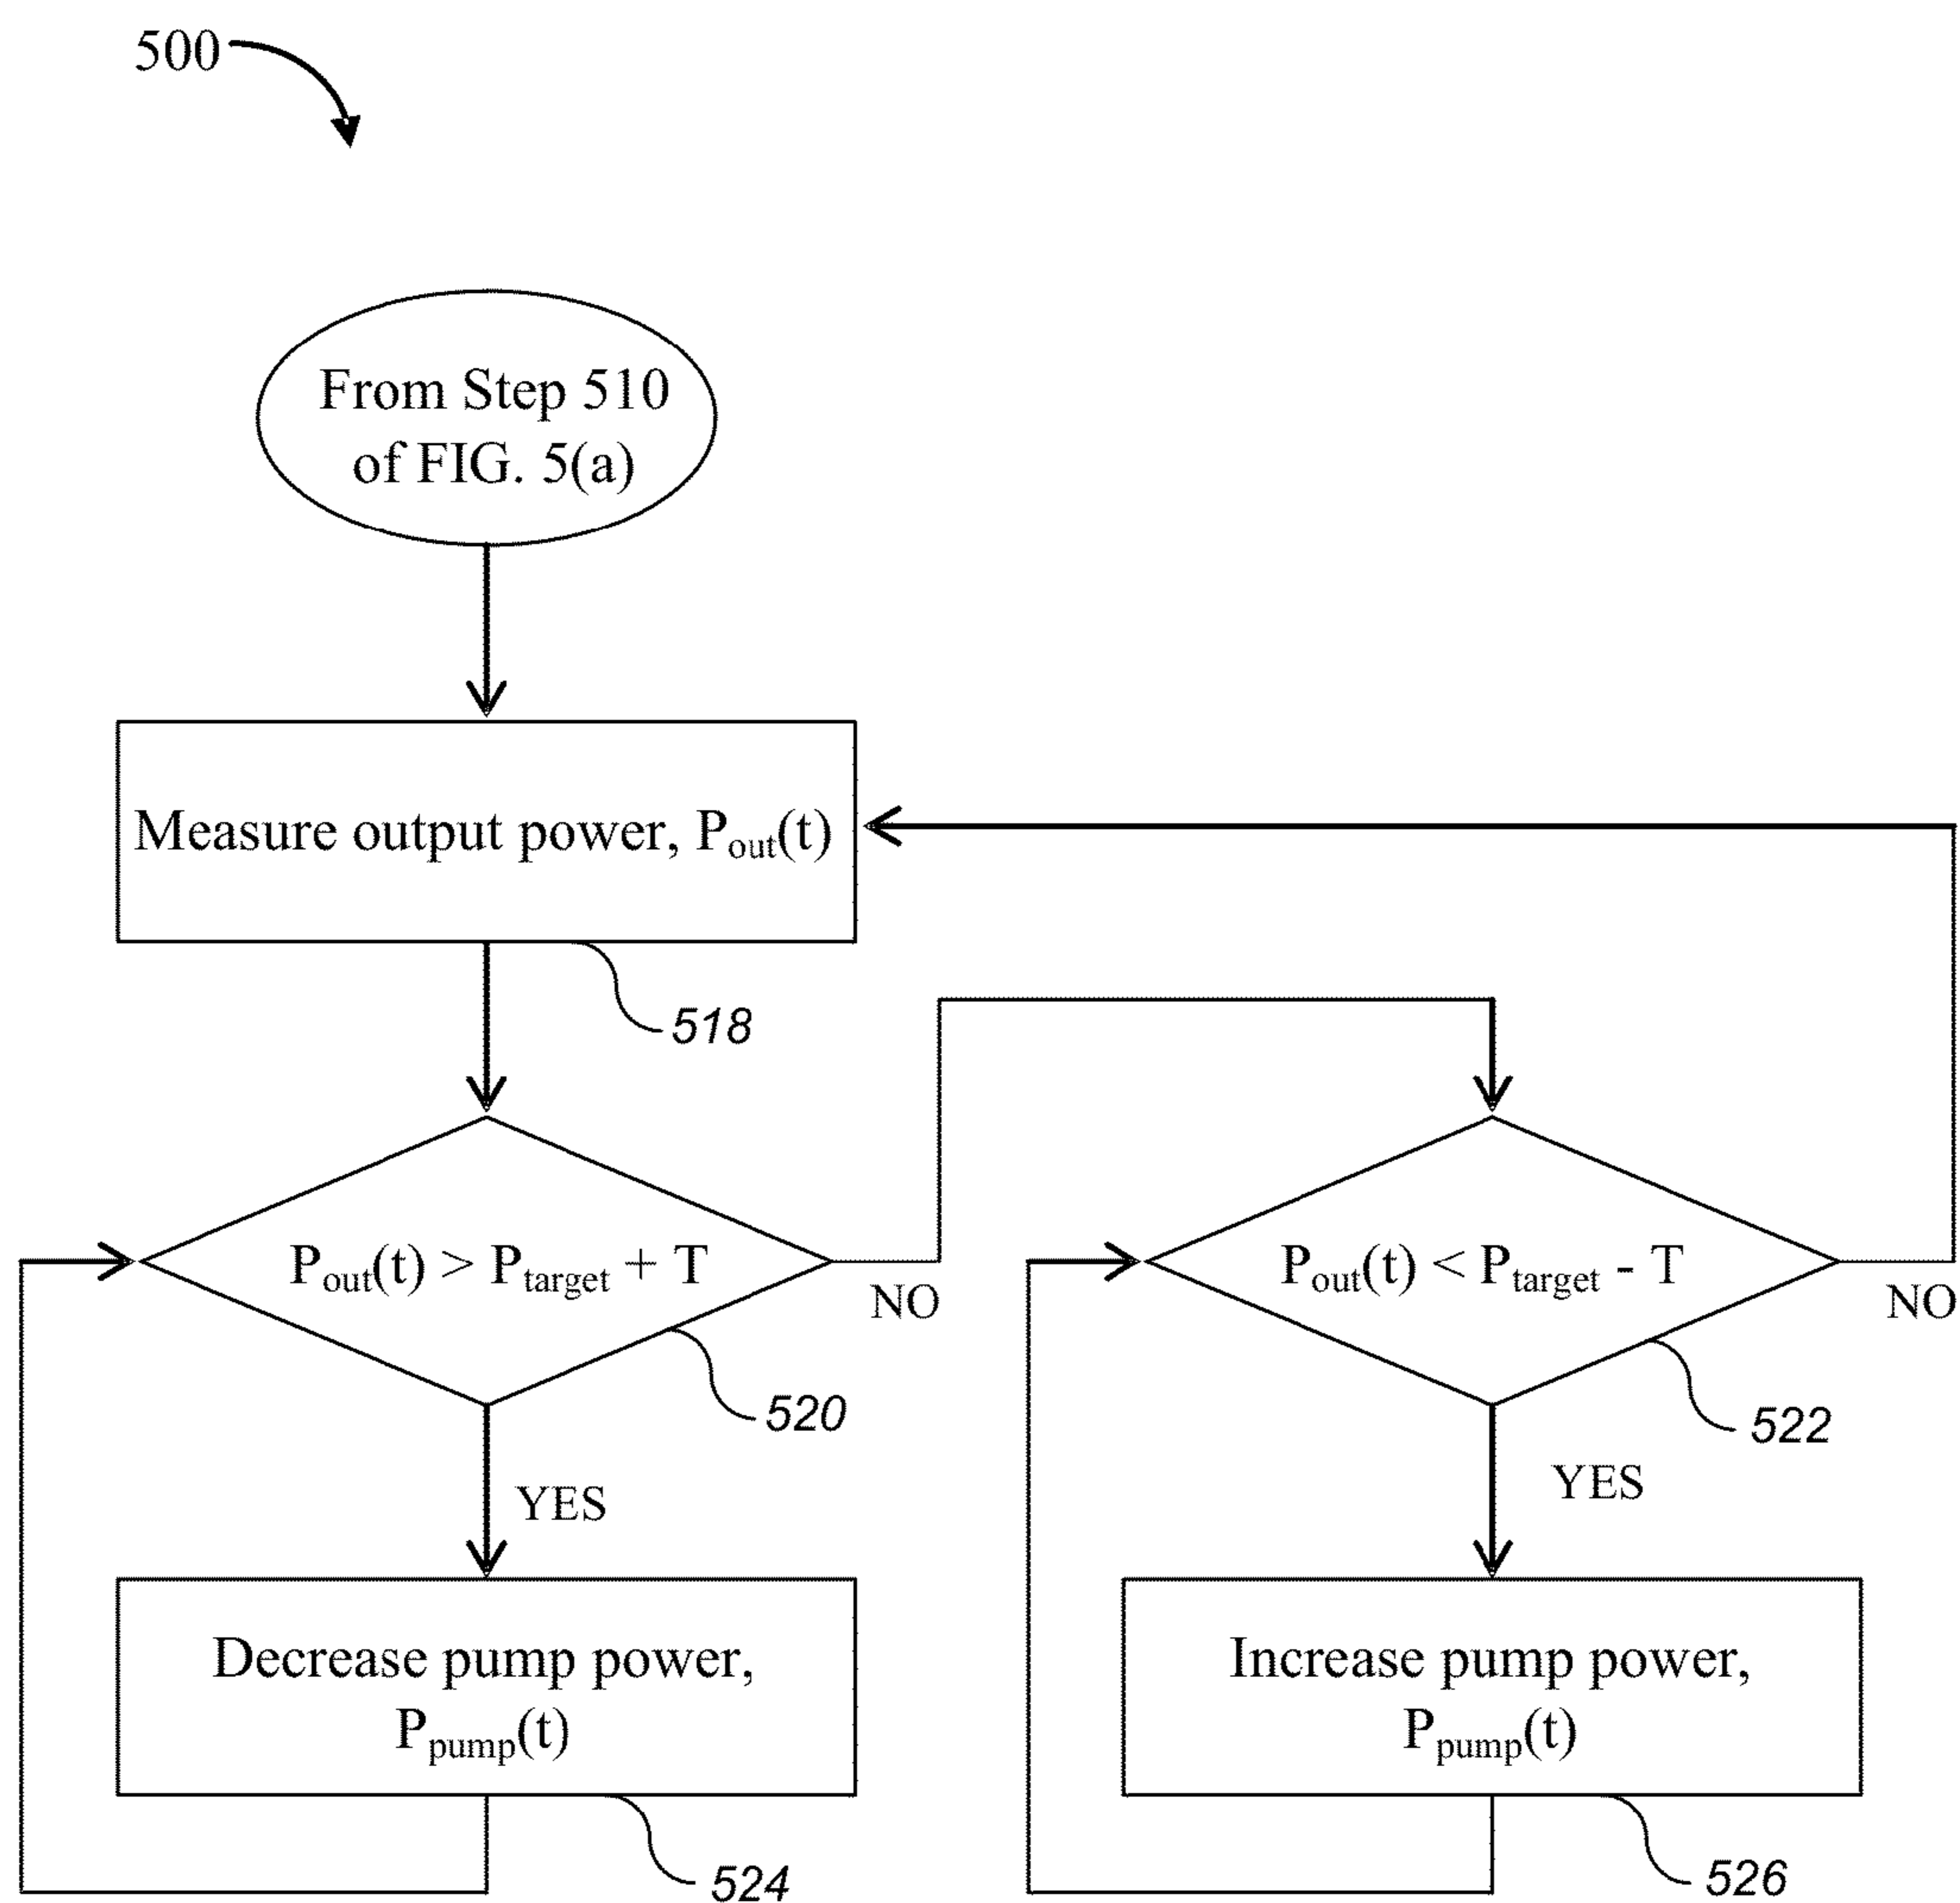 500
From Step 510
of FIG. 5(a)
Measure output power, Pout(t)
518
Pout(t) > Ptarget + T
NO
520
Pout(t) < Ptarget - T
NO
522
YES
YES
Decrease pump power,
Ppump(t)
524
Increase pump power,
Ppump(t)
526